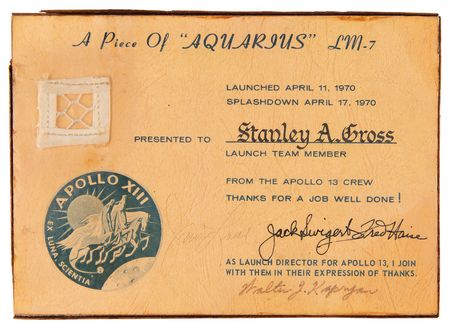 A Piece Of "AQUARIUS" LM-7
LAUNCHED APRIL 11, 1970
SPLASHDOWN APRIL 17, 1970
PRESENTED TO Stanley A. Gross
LAUNCH TEAM MEMBER
FROM THE APOLLO 13 CREW
THANKS FOR A JOB WELL DONE!
APOLLO XIII
EX LUNA SCIENTIA
Jack Swigert Fred Haise
AS LAUNCH DIRECTOR FOR APOLLO 13, I JOIN
WITH THEM IN THEIR EXPRESSION OF THANKS.
Walter J. Kapryan